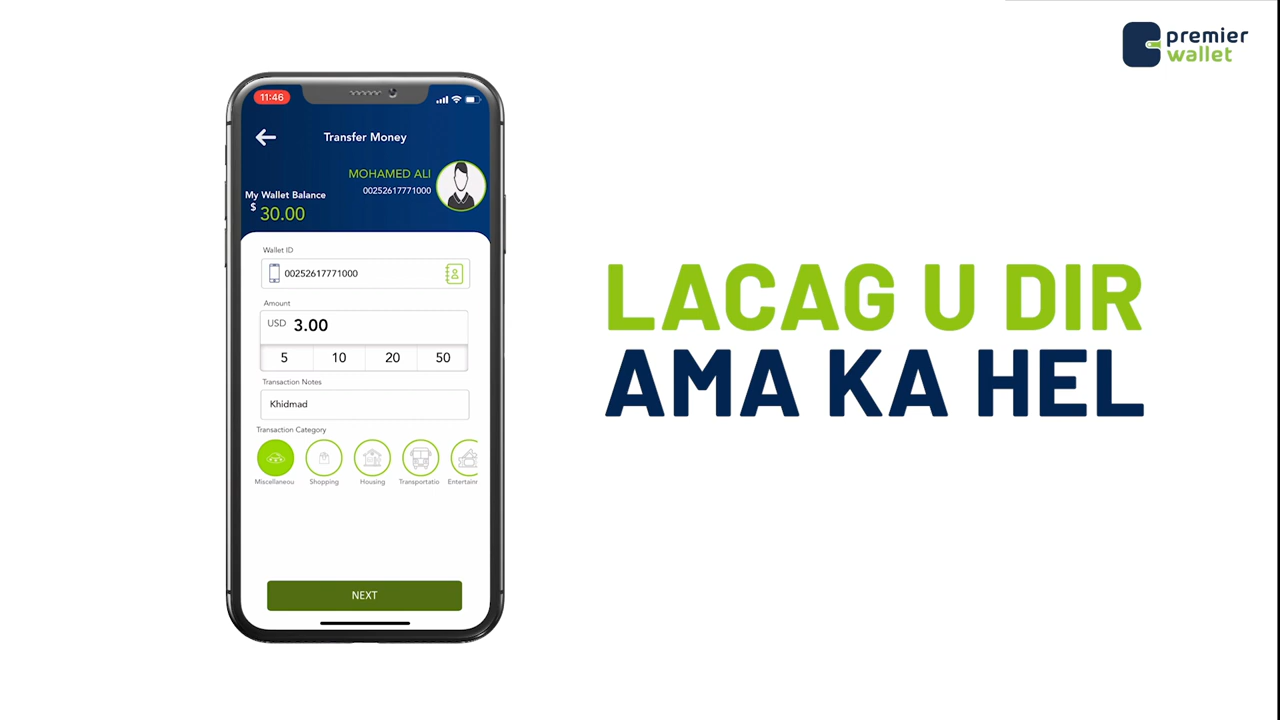 premier
wallet
11:46
Transfer Money
MOHAMED ALI
00252617771000
My Wallet Balance
$ 30.00
Wallet ID
00252617771000
Amount
USD 3.00
5 10 20 50
Transaction Notes
Khidmad
Transaction Category
Miscellaneou Shopping Housing Transportatio Entertainr
NEXT
LACAG U DIR
AMA KA HEL